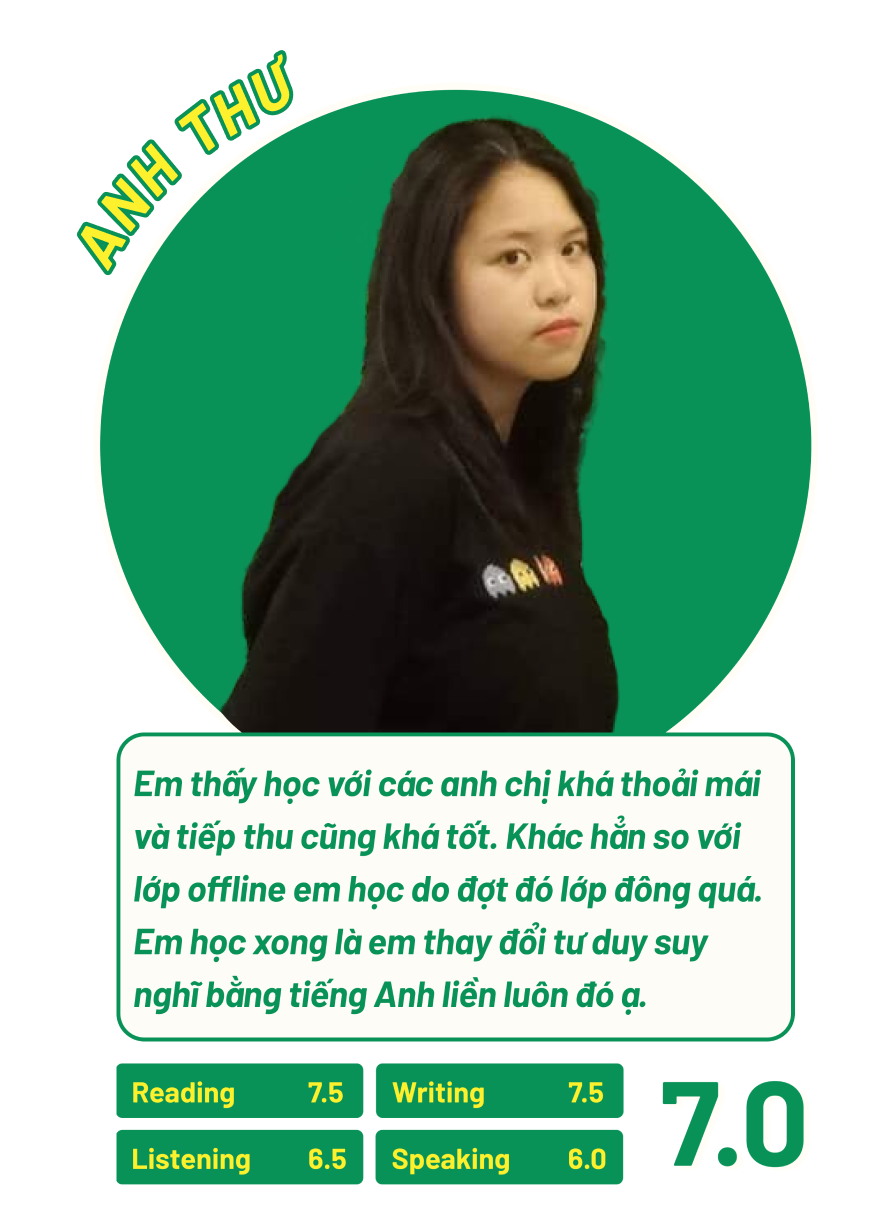 ANH THƯ
Em thấy học với các anh chị khá thoải mái
và tiếp thu cũng khá tốt. Khác hẳn so với
lớp offline em học do đợt đó lớp đông quá.
Em học xong là em thay đổi tư duy suy
nghĩ bằng tiếng Anh liền luôn đó ạ.
Reading 7.5 Writing 7.5
7.0
Listening 6.5 Speaking 6.0